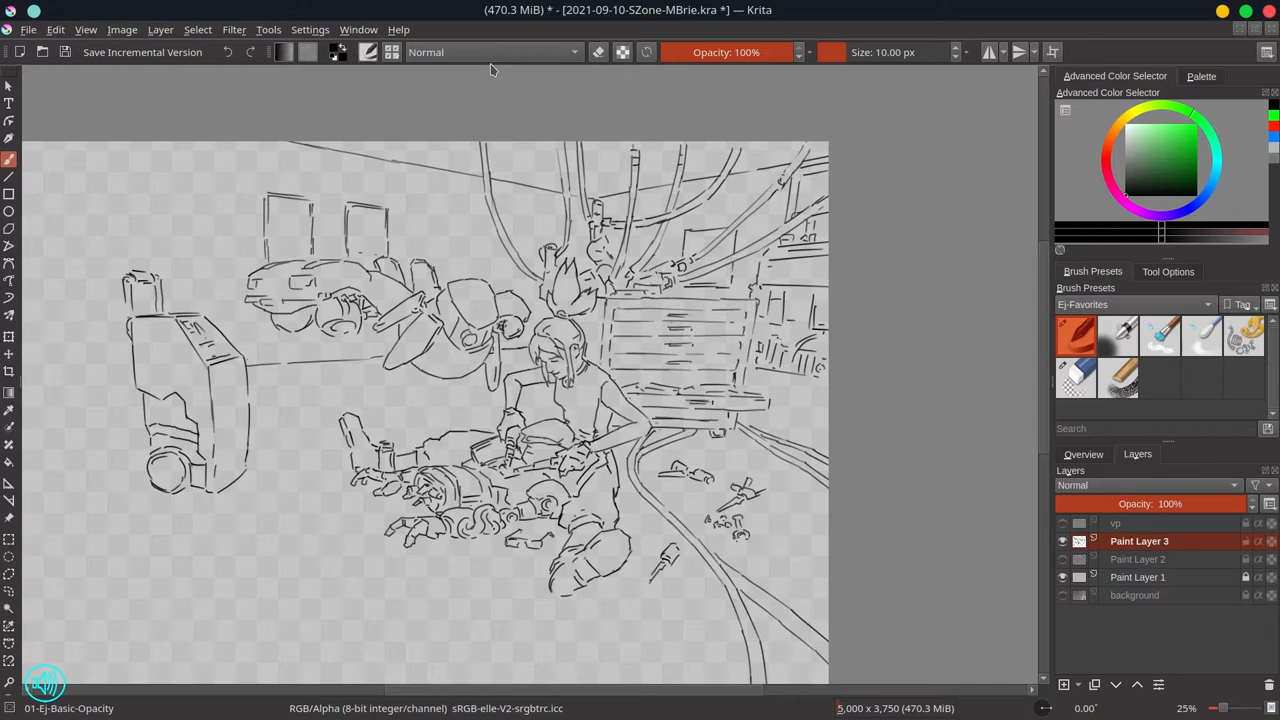 (470.3 MiB) * - [2021-09-10-SZone-MBrie.kra *] — Krita
File Edit View Image Layer Select Filter Tools Settings Window Help
Save Incremental Version
Normal
Opacity: 100%
Size: 10.00 px
Advanced Color Selector Palette
Advanced Color Selector
Brush Presets Tool Options
Brush Presets
Ej-Favorites
Tag
Search
Overview Layers
Layers
Normal
Opacity: 100%
vp
Paint Layer 3
Paint Layer 2
Paint Layer 1
background
01-Ej-Basic-Opacity
RGB/Alpha (8-bit integer/channel) sRGB-elle-V2-srgbtrc.icc
5,000 x 3,750 (470.3 MiB)
0.00°
25%